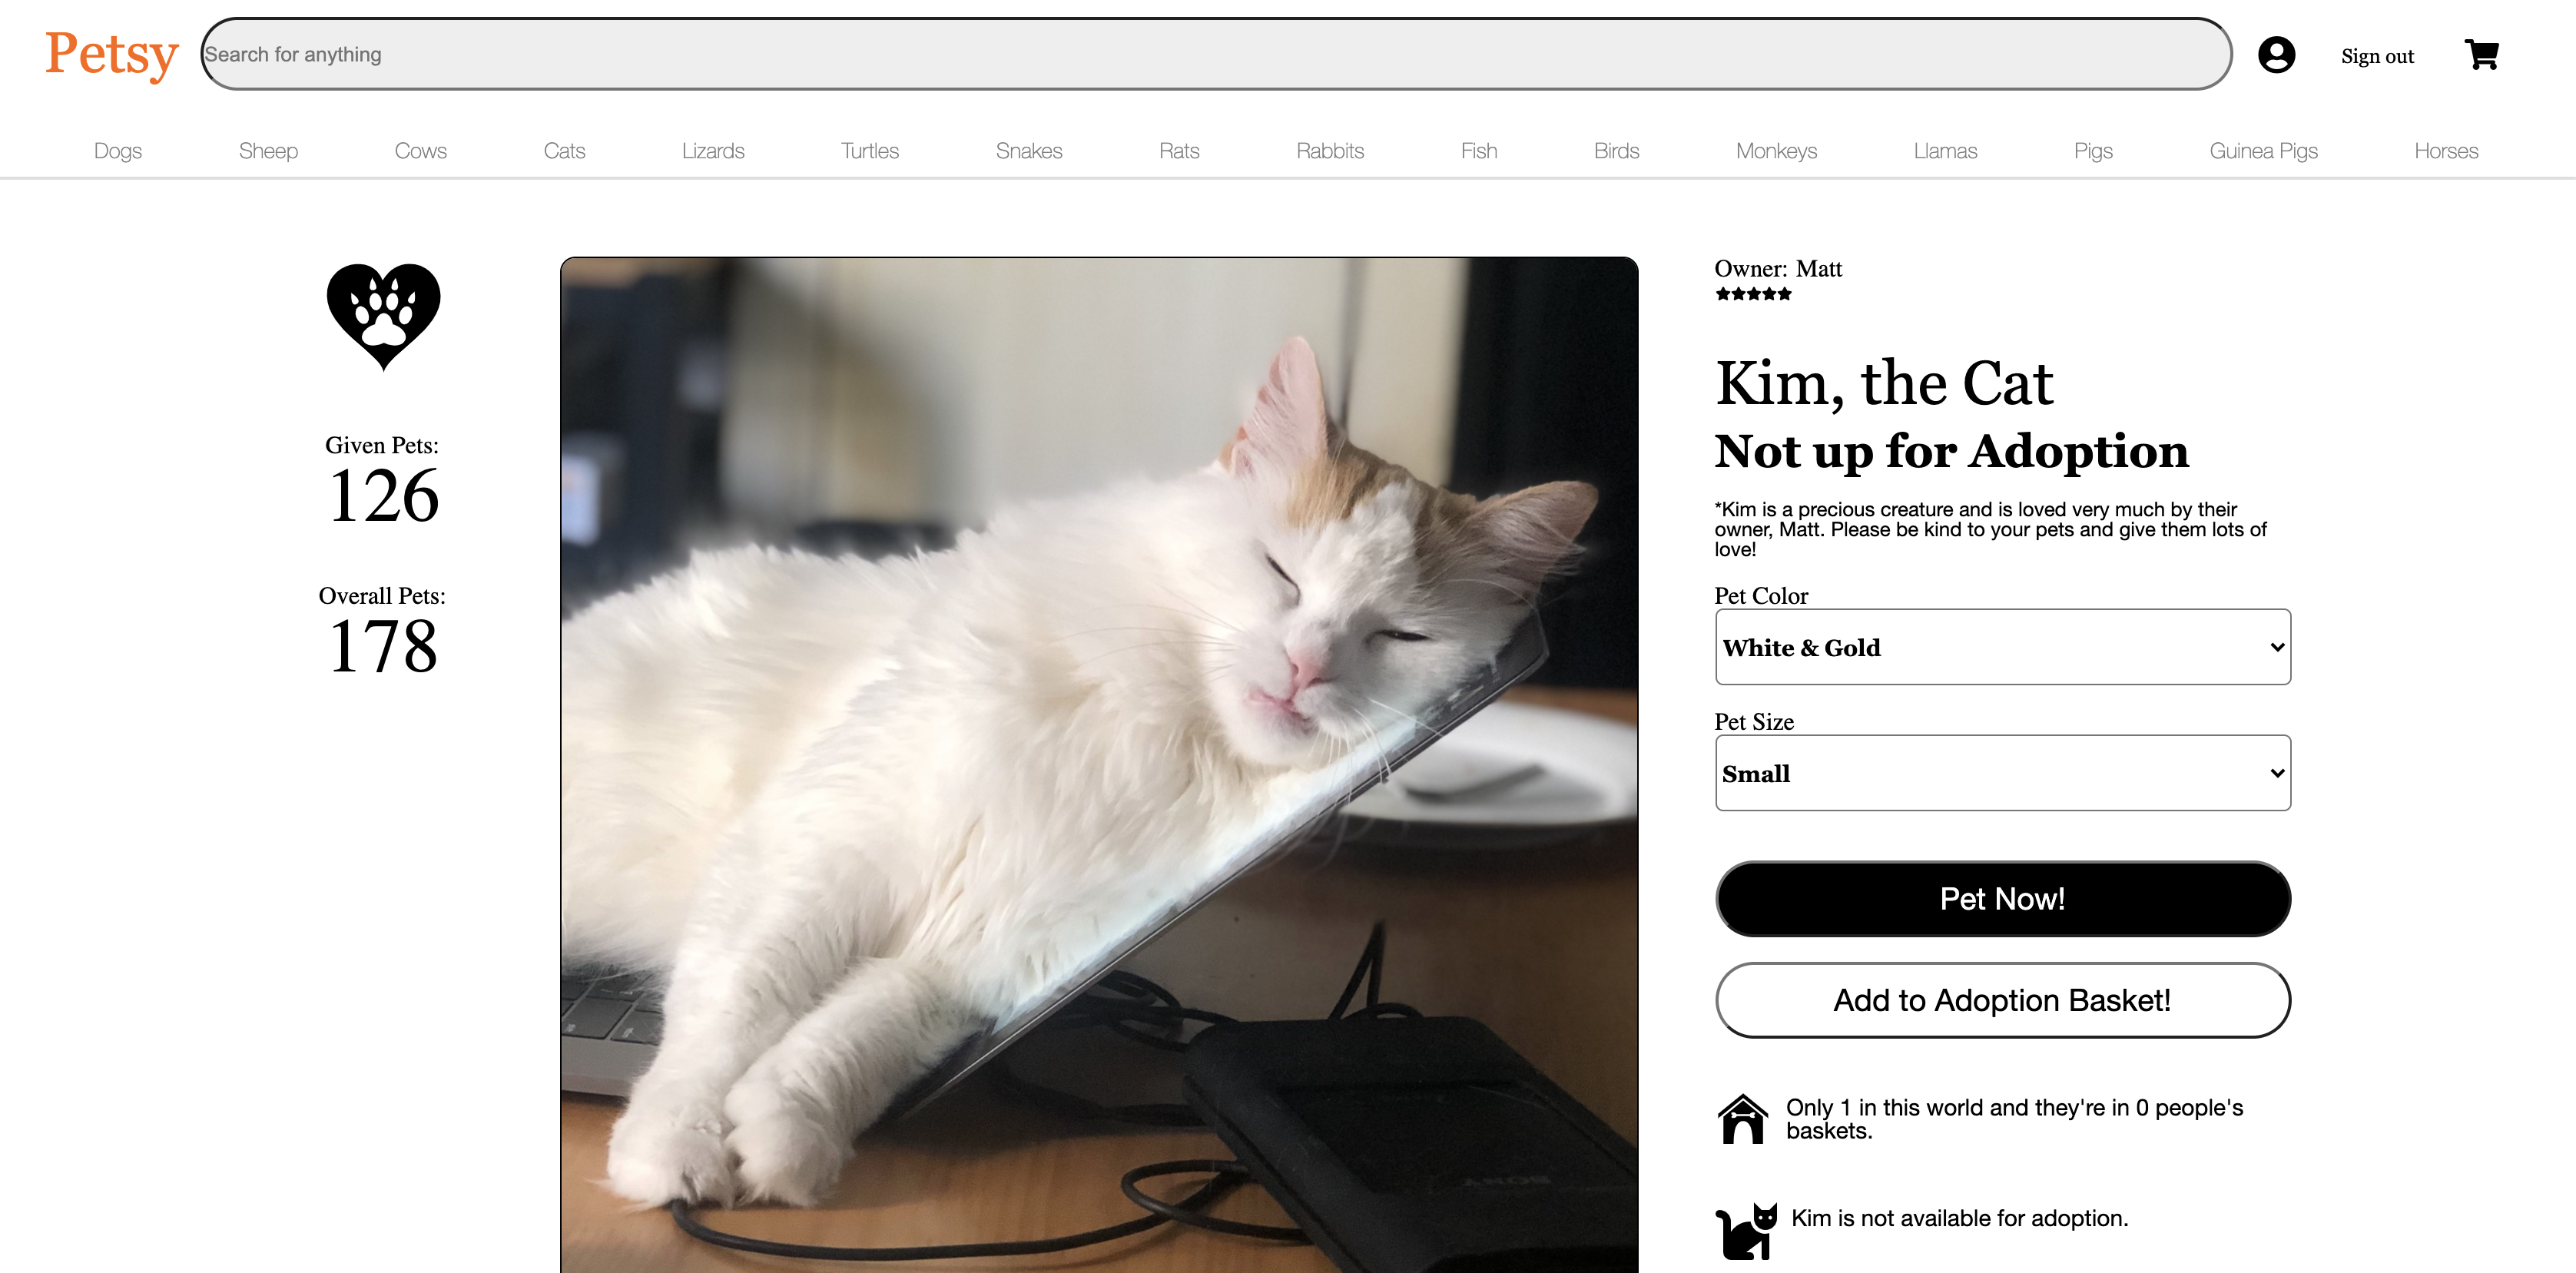 Petsy
Search for anything
Sign out
Dogs Sheep Cows Cats Lizards Turtles Snakes Rats Rabbits Fish Birds Monkeys Llamas Pigs Guinea Pigs Horses
Given Pets:
126
Overall Pets:
178
SONY
Owner: Matt
Kim, the Cat
Not up for Adoption
*Kim is a precious creature and is loved very much by their
owner, Matt. Please be kind to your pets and give them lots of
love!
Pet Color
White & Gold
Pet Size
Small
Pet Now!
Add to Adoption Basket!
Only 1 in this world and they're in 0 people's
baskets.
Kim is not available for adoption.